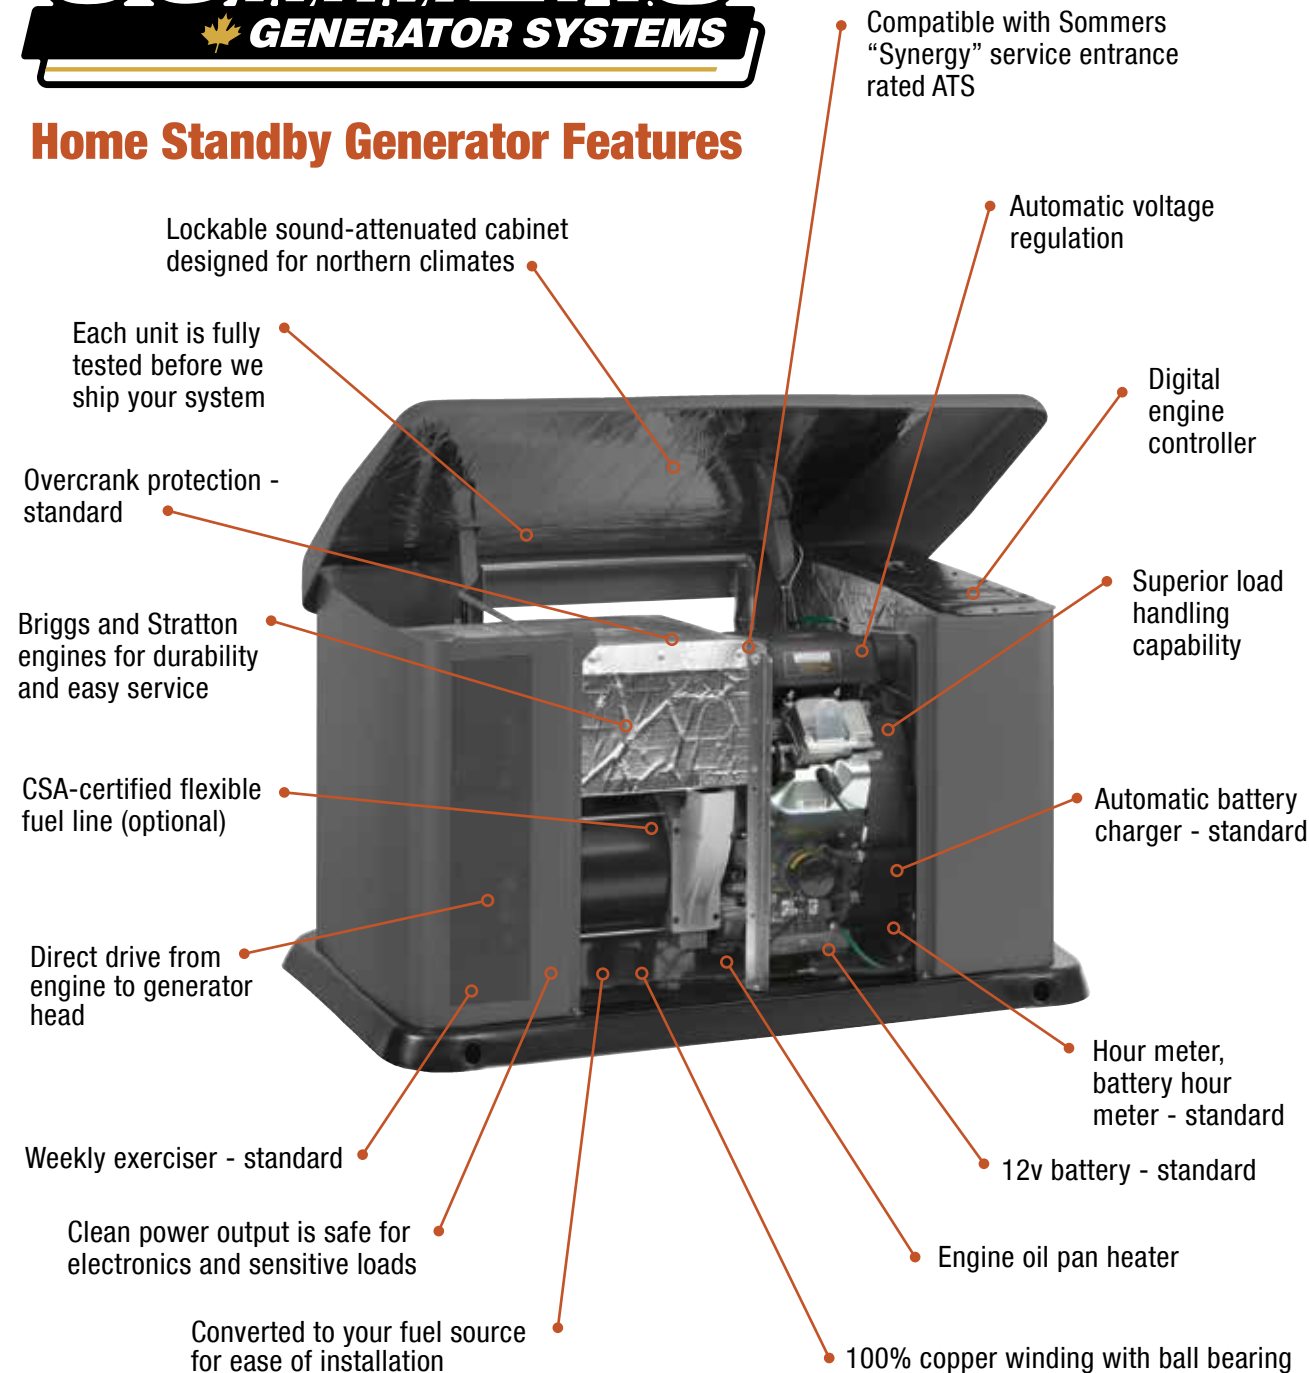 GENERATOR SYSTEMS
Home Standby Generator Features
Compatible with Sommers
“Synergy” service entrance
rated ATS
Lockable sound-attenuated cabinet
designed for northern climates
Automatic voltage
regulation
Each unit is fully
tested before we
ship your system
Digital
engine
controller
Overcrank protection -
standard
Superior load
handling
capability
Briggs and Stratton
engines for durability
and easy service
CSA-certified flexible
fuel line (optional)
Automatic battery
charger - standard
Direct drive from
engine to generator
head
Hour meter,
battery hour
meter - standard
Weekly exerciser - standard
12v battery - standard
Clean power output is safe for
electronics and sensitive loads
Engine oil pan heater
Converted to your fuel source
for ease of installation
100% copper winding with ball bearing